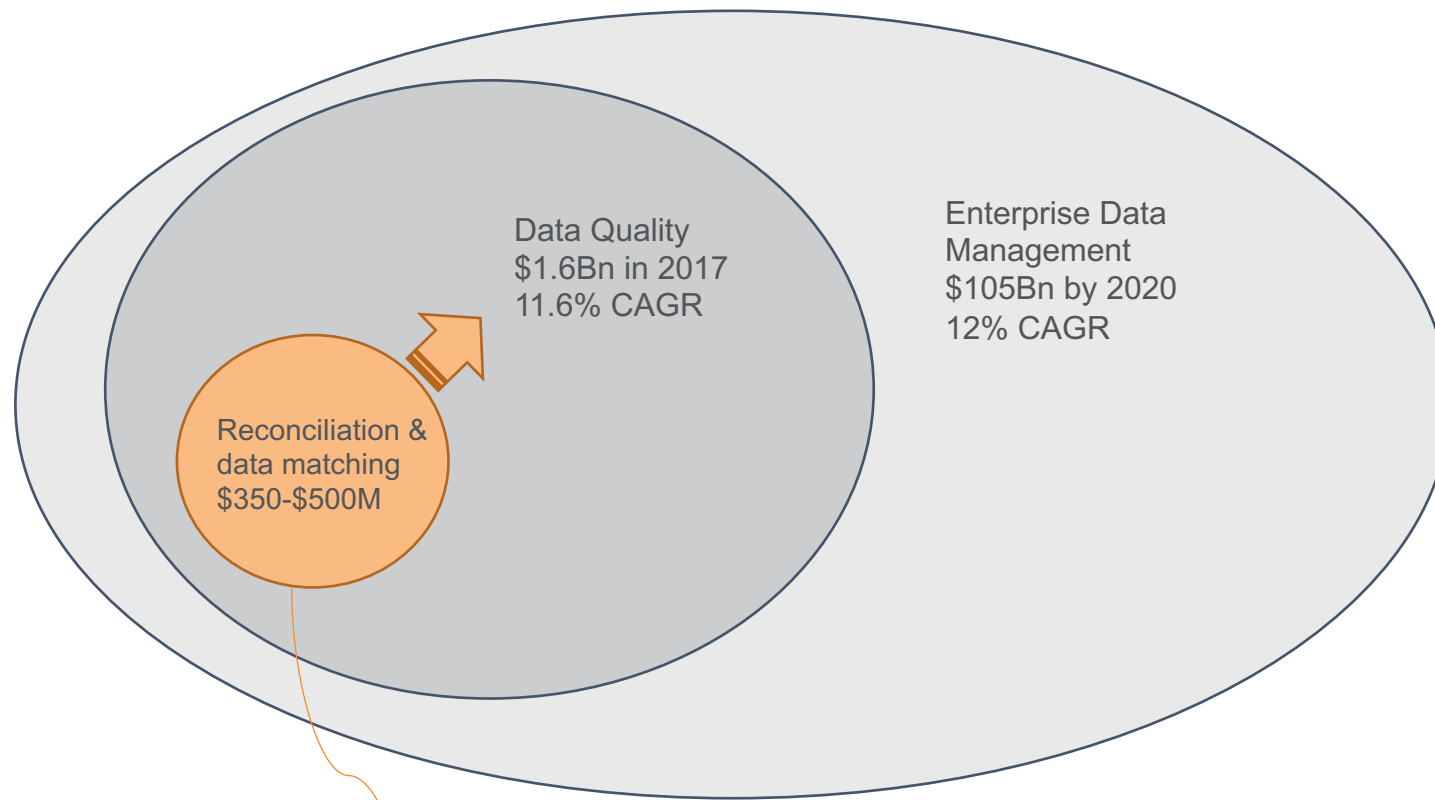 Data Quality
$1.6Bn in 2017
11.6% CAGR
Enterprise Data
Management
$105Bn by 2020
12% CAGR
Reconciliation &
data matching
$350-$500M